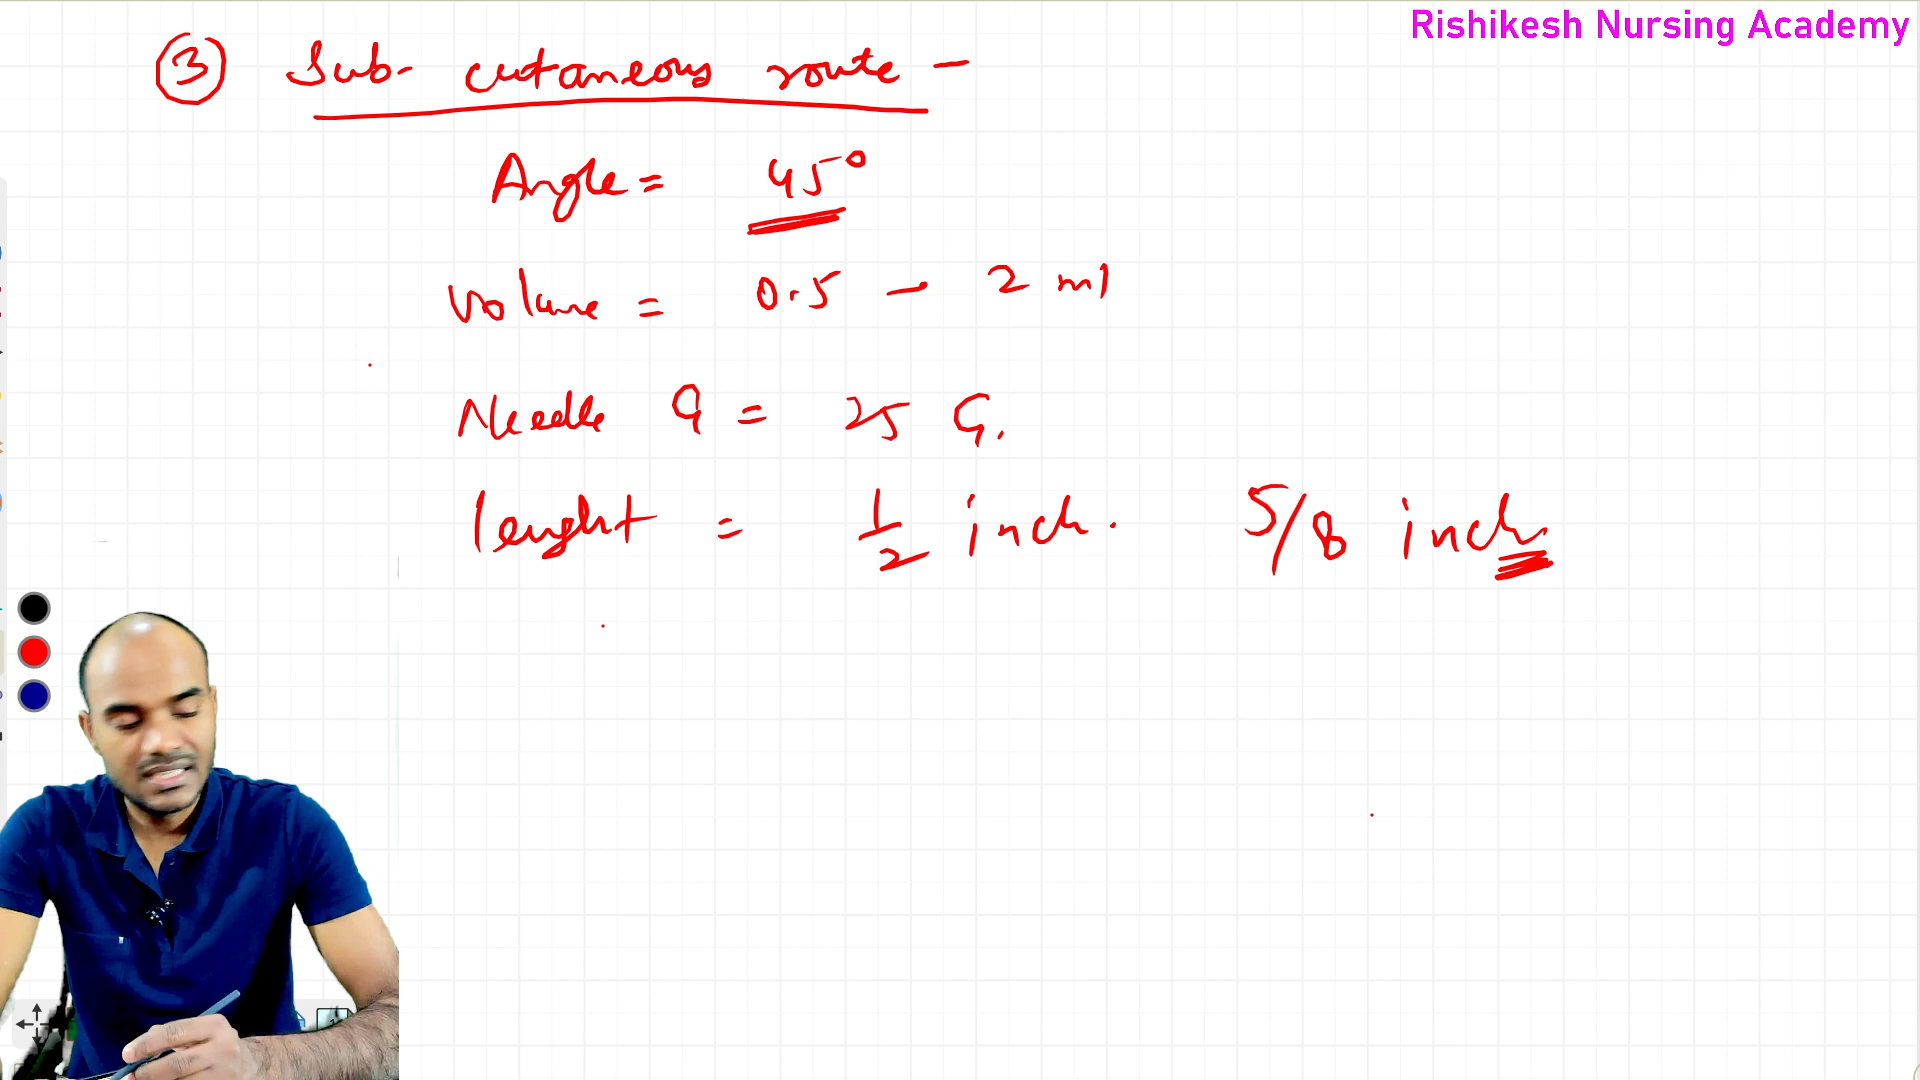 Rishikesh Nursing Academy
③ Sub-cutaneous route -
Angle = 45°
Volume = 0.5 - 2 ml
Needle G = 25 G.
lenght = 1/2 inch. 5/8 inch